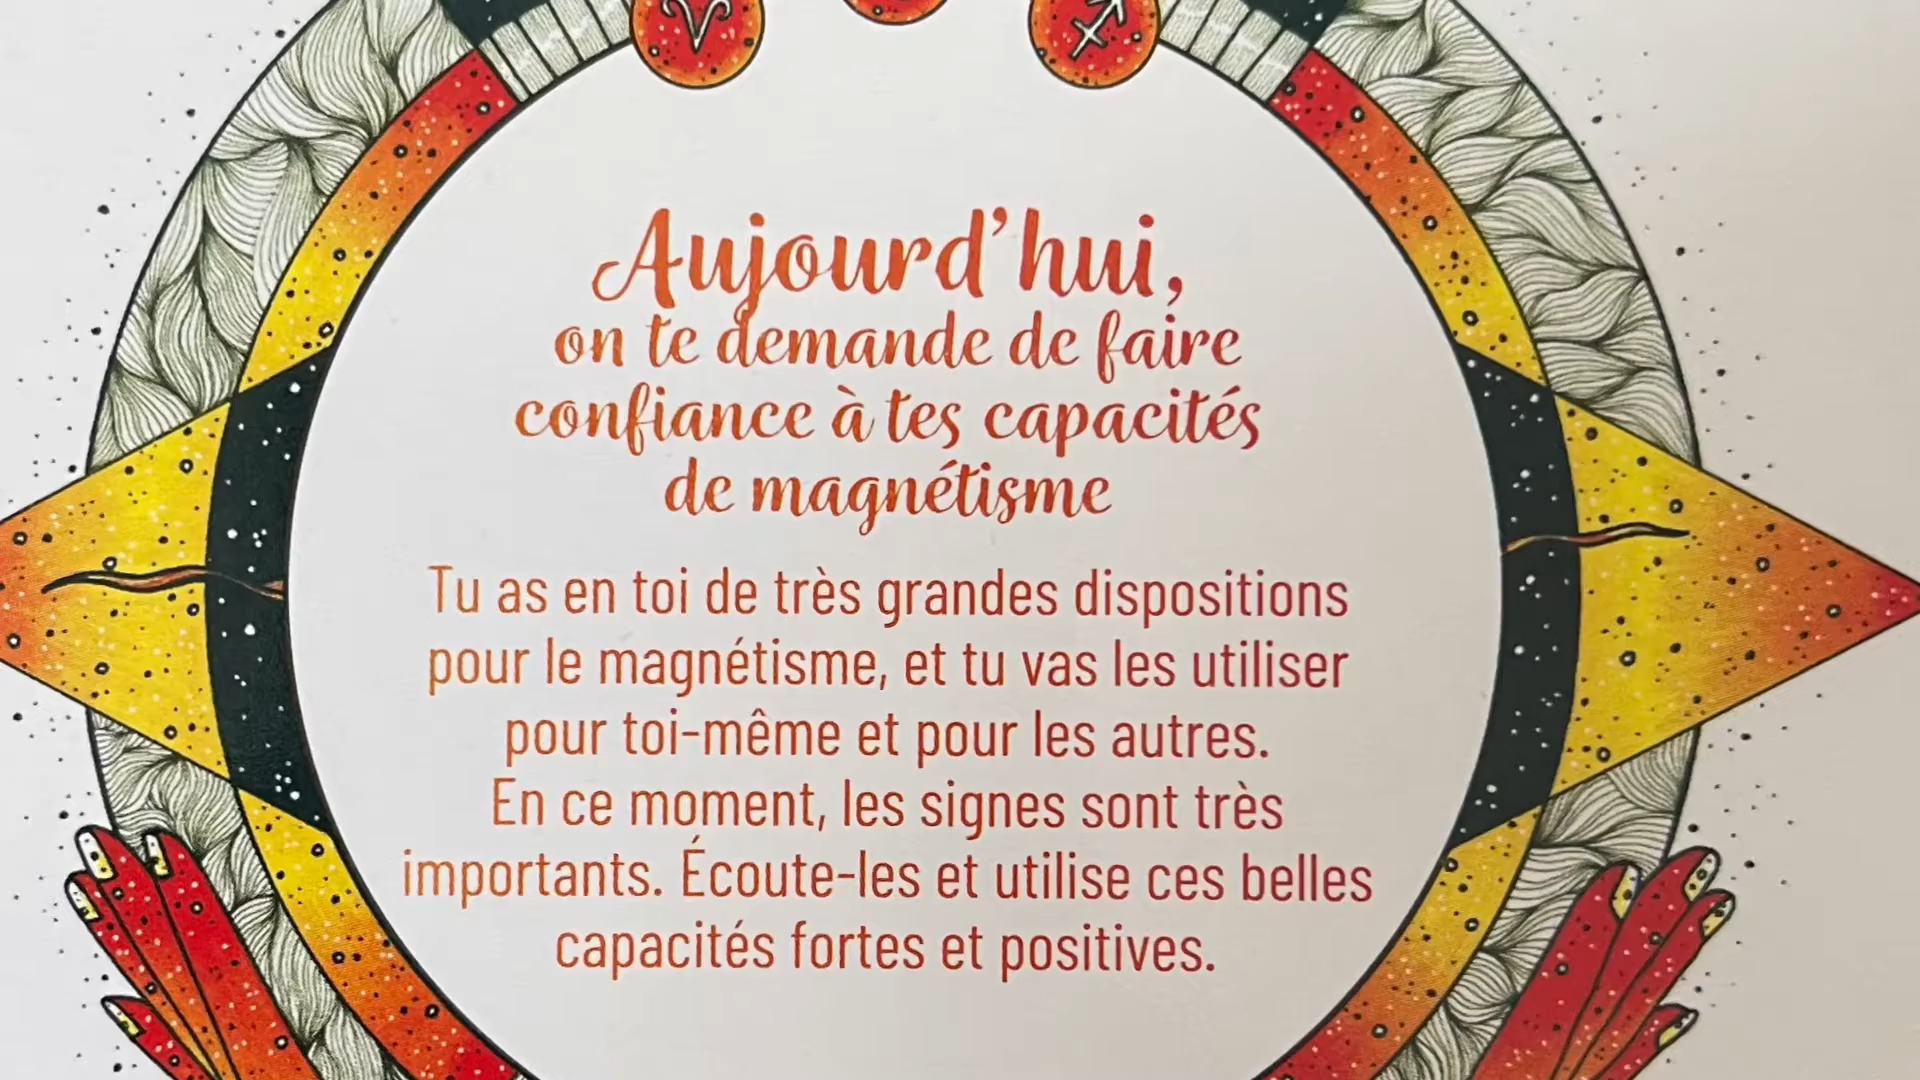 Aujourd'hui,
on te demande de faire
confiance à tes capacités
de magnétisme
Tu as en toi de très grandes dispositions
pour le magnétisme, et tu vas les utiliser
pour toi-même et pour les autres.
En ce moment, les signes sont très
importants. Écoute-les et utilise ces belles
capacités fortes et positives.